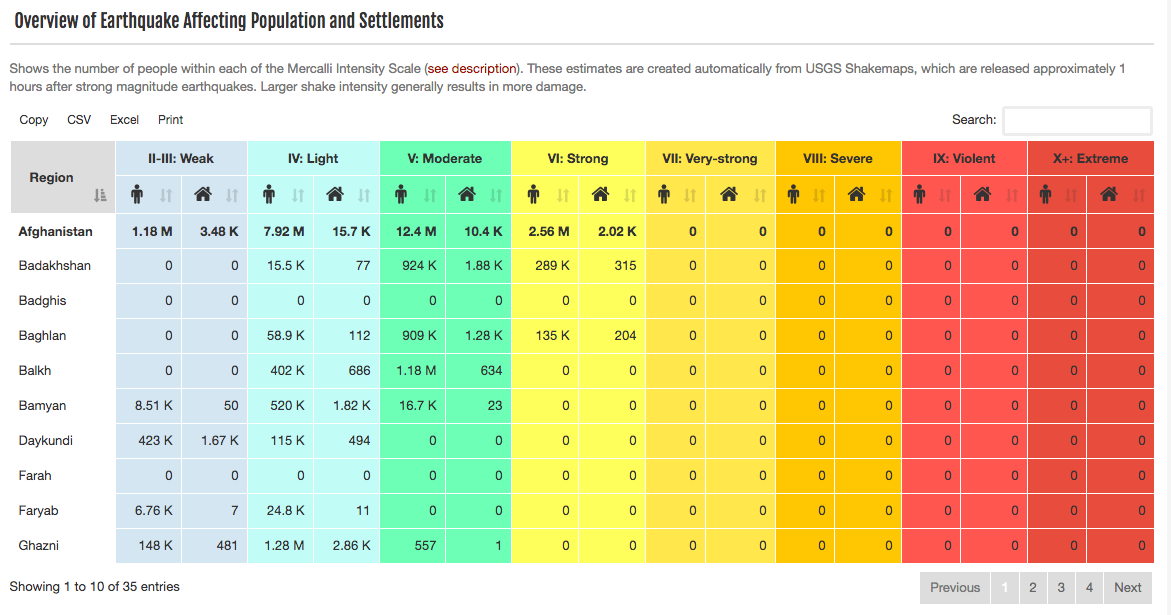 Overview of Earthquake Affecting Population and Settlements
Shows the number of people within each of the Mercalli Intensity Scale (see description). These estimates are created automatically from USGS Shakemaps, which are released approximately 1
hours after strong magnitude earthquakes. Larger shake intensity generally results in more damage.
Copy CSV Excel Print Search:
Region II-III: Weak IV: Light V: Moderate VI: Strong VII: Very-strong VIII: Severe IX: Violent X+: Extreme
Afghanistan 1.18 M 3.48 K 7.92 M 15.7 K 12.4 M 10.4 K 2.56 M 2.02 K 0 0 0 0 0 0 0 0
Badakhshan 0 0 15.5 K 77 924 K 1.88 K 289 K 315 0 0 0 0 0 0 0 0
Badghis 0 0 0 0 0 0 0 0 0 0 0 0 0 0 0 0
Baghlan 0 0 58.9 K 112 909 K 1.28 K 135 K 204 0 0 0 0 0 0 0 0
Balkh 0 0 402 K 686 1.18 M 634 0 0 0 0 0 0 0 0 0 0
Bamyan 8.51 K 50 520 K 1.82 K 16.7 K 23 0 0 0 0 0 0 0 0 0 0
Daykundi 423 K 1.67 K 115 K 494 0 0 0 0 0 0 0 0 0 0 0 0
Farah 0 0 0 0 0 0 0 0 0 0 0 0 0 0 0 0
Faryab 6.76 K 7 24.8 K 11 0 0 0 0 0 0 0 0 0 0 0 0
Ghazni 148 K 481 1.28 M 2.86 K 557 1 0 0 0 0 0 0 0 0 0 0
Showing 1 to 10 of 35 entries Previous 1 2 3 4 Next